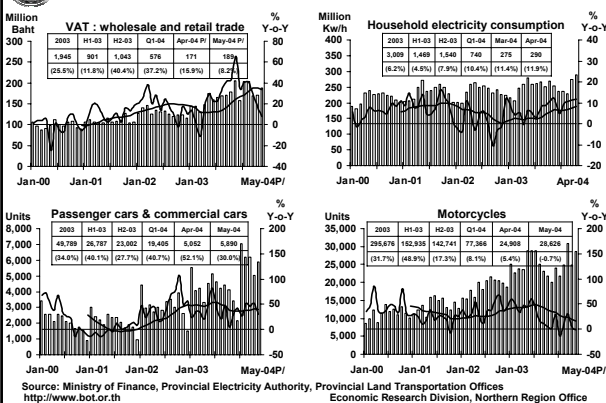 VAT : wholesale and retail trade
Million Baht
% Y-o-Y
2003 H1-03 H2-03 Q1-04 Apr-04 P/ May-04 P/
1,945 901 1,043 576 171 189
(25.5%) (11.8%) (40.4%) (37.2%) (15.9%) (8.2%)
300 250 200 150 100 50 0
80 60 40 20 0 -20 -40
Jan-00 Jan-01 Jan-02 Jan-03 May-04P/
Household electricity consumption
Million Kw/h
% Y-o-Y
2003 H1-03 H2-03 Q1-04 Apr-04 May-04
3,009 1,469 1,540 740 275 290
(6.2%) (4.5%) (7.9%) (10.4%) (11.4%) (11.9%)
400 350 300 250 200 150 100 50 0
40 30 20 10 0 -10 -20
Jan-00 Jan-01 Jan-02 Jan-03 Apr-04
Passenger cars & commercial cars
Units
% Y-o-Y
2003 H1-03 H2-03 Q1-04 Apr-04 May-04
49,789 26,787 23,002 19,405 5,052 5,890
(34.0%) (40.1%) (27.7%) (40.7%) (52.1%) (30.0%)
8,000 7,000 6,000 5,000 4,000 3,000 2,000 1,000 0
200 150 100 50 0 -50
Jan-00 Jan-01 Jan-02 Jan-03 May-04P/
Motorcycles
Units
% Y-o-Y
2003 H1-03 H2-03 Q1-04 Apr-04 May-04
295,676 152,935 142,741 77,366 24,908 28,626
(31.7%) (48.9%) (17.3%) (8.1%) (5.4%) (-0.7%)
35,000 30,000 25,000 20,000 15,000 10,000 5,000 0
200 150 100 50 0 -50
Jan-00 Jan-01 Jan-02 Jan-03 May-04P/
Source: Ministry of Finance, Provincial Electricity Authority, Provincial Land Transportation Offices
http://www.bot.or.th Economic Research Division, Northern Region Office